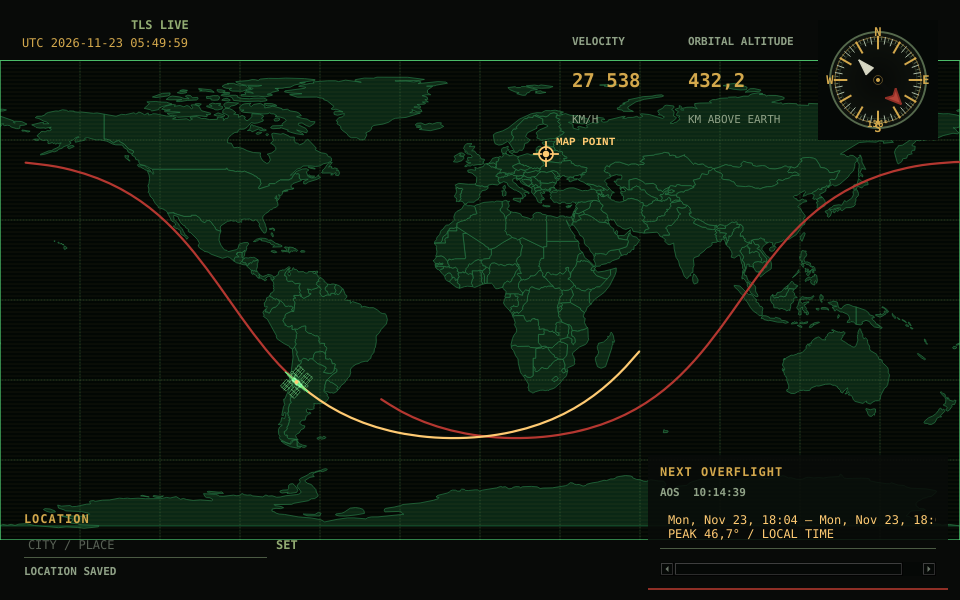 TLS LIVE
UTC 2026-11-23 05:49:59
VELOCITY
27 538
KM/H
ORBITAL ALTITUDE
432,2
KM ABOVE EARTH
N
W
E
S
MAP POINT
NEXT OVERFLIGHT
AOS 10:14:39
Mon, Nov 23, 18:04 – Mon, Nov 23, 18:
PEAK 46,7° / LOCAL TIME
LOCATION
CITY / PLACE
SET
LOCATION SAVED